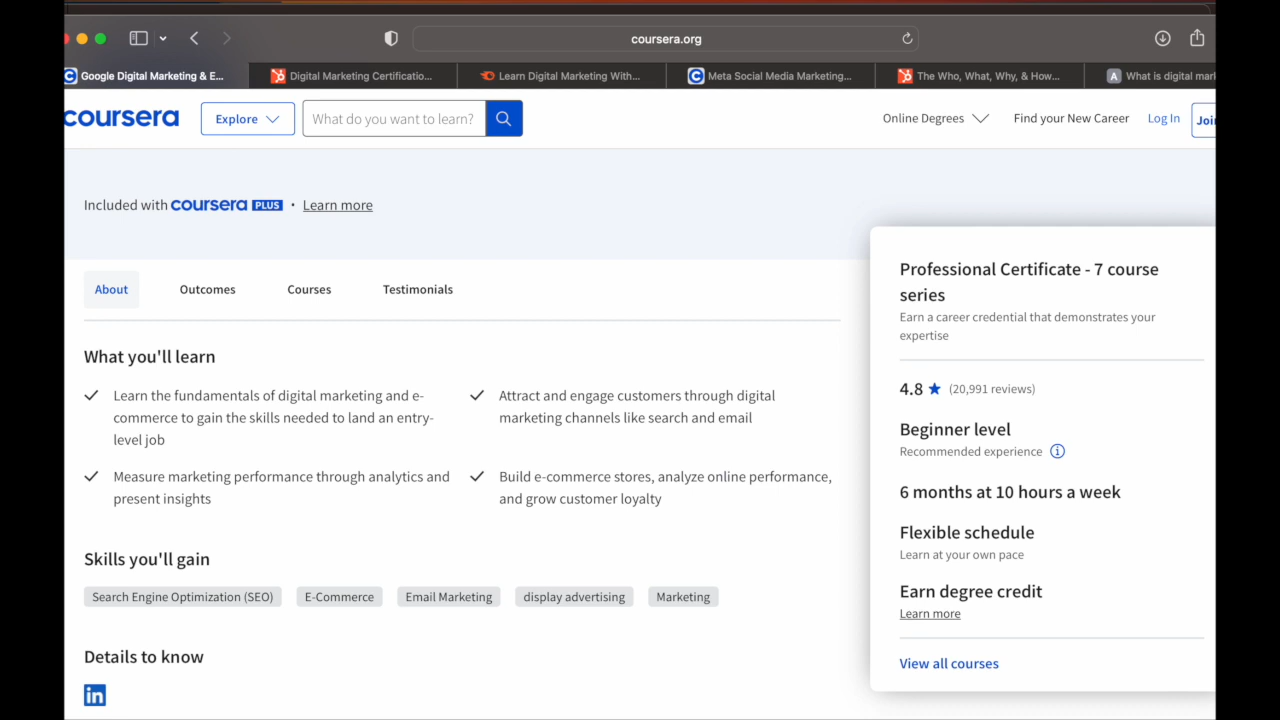 coursera.org
Google Digital Marketing & E...
Digital Marketing Certificatio...
Learn Digital Marketing With...
Meta Social Media Marketing...
The Who, What, Why, & How...
A What is digital mark
coursera
Explore
What do you want to learn?
Online Degrees
Find your New Career
Log In
Join
Included with coursera PLUS • Learn more
About
Outcomes
Courses
Testimonials
What you'll learn
Learn the fundamentals of digital marketing and e-
commerce to gain the skills needed to land an entry-
level job
Attract and engage customers through digital
marketing channels like search and email
Measure marketing performance through analytics and
present insights
Build e-commerce stores, analyze online performance,
and grow customer loyalty
Skills you'll gain
Search Engine Optimization (SEO)
E-Commerce
Email Marketing
display advertising
Marketing
Details to know
in
Professional Certificate - 7 course
series
Earn a career credential that demonstrates your
expertise
4.8 ★ (20,991 reviews)
Beginner level
Recommended experience
6 months at 10 hours a week
Flexible schedule
Learn at your own pace
Earn degree credit
Learn more
View all courses